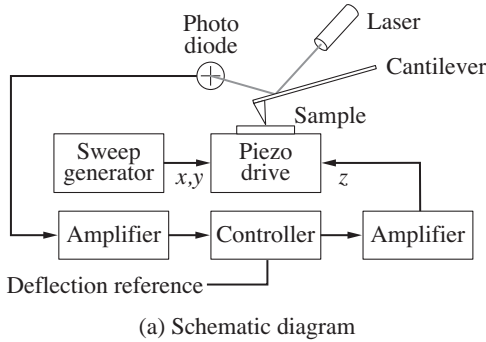 Photo
diode
Laser
Cantilever
Sample
Sweep
generator
x,y
Piezo
drive
z
Amplifier
Controller
Amplifier
Deflection reference
(a) Schematic diagram